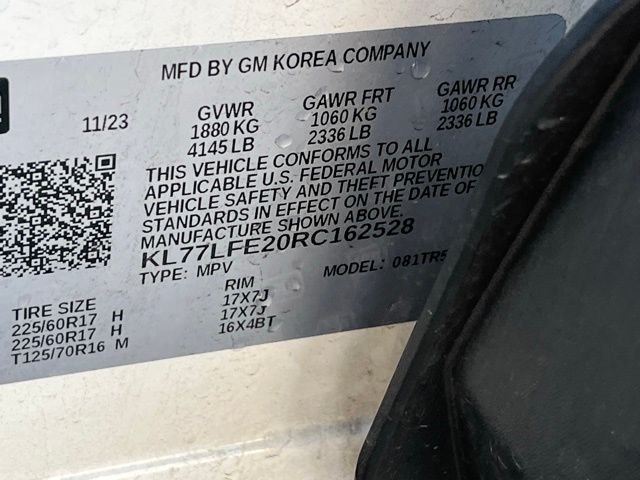 MFD BY GM KOREA COMPANY
11/23 GVWR GAWR FRT GAWR RR
1880 KG 1060 KG 1060 KG
4145 LB 2336 LB 2336 LB
THIS VEHICLE CONFORMS TO ALL
APPLICABLE U.S. FEDERAL MOTOR
VEHICLE SAFETY AND THEFT PREVENTIO
STANDARDS IN EFFECT ON THE DATE OF
MANUFACTURE SHOWN ABOVE.
KL77LFE20RC162528
TYPE: MPV MODEL: 081TR5
TIRE SIZE RIM
225/60R17 H 17X7J
225/60R17 H 17X7J
T125/70R16 M 16X4BT